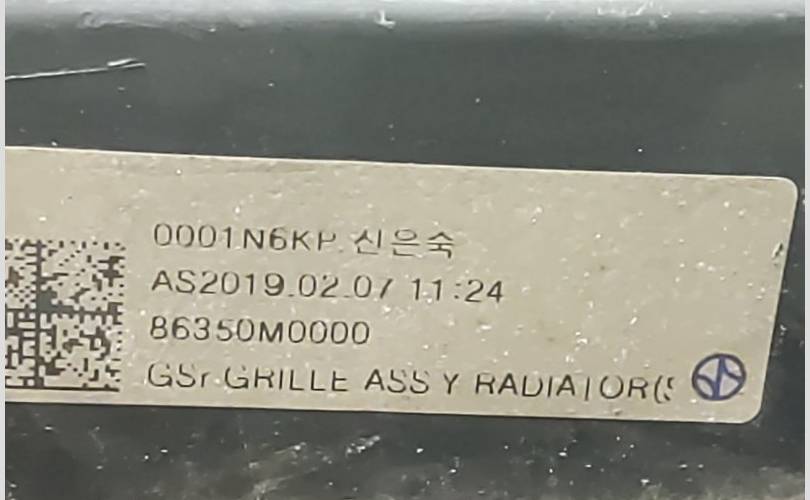 0001N6KP 신은숙
AS2019.02.07 11:24
86350M0000
GSr GRILLE ASS Y RADIATOR(S